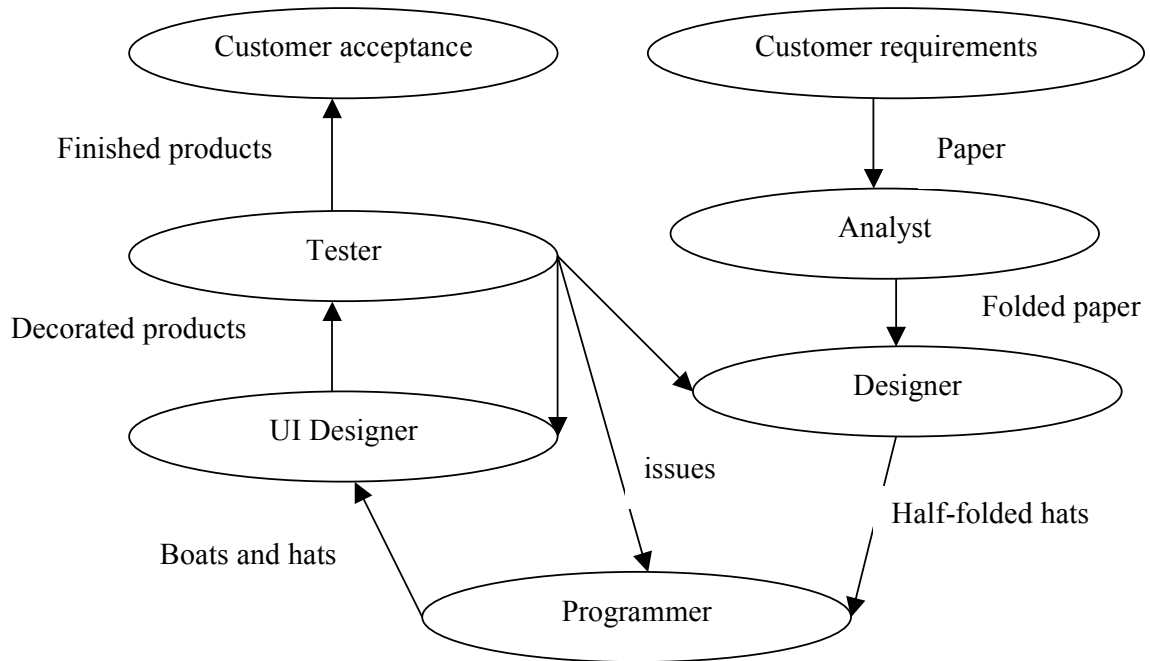 Customer acceptance
Customer requirements
Finished products
Paper
Tester
Analyst
Decorated products
Folded paper
UI Designer
Designer
issues
Half-folded hats
Boats and hats
Programmer